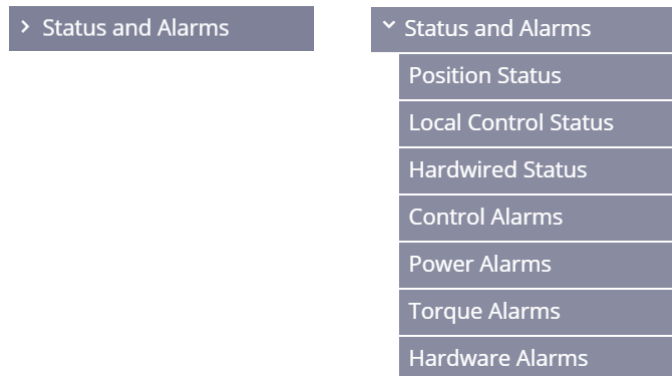 Status and Alarms
Status and Alarms
Position Status
Local Control Status
Hardwired Status
Control Alarms
Power Alarms
Torque Alarms
Hardware Alarms